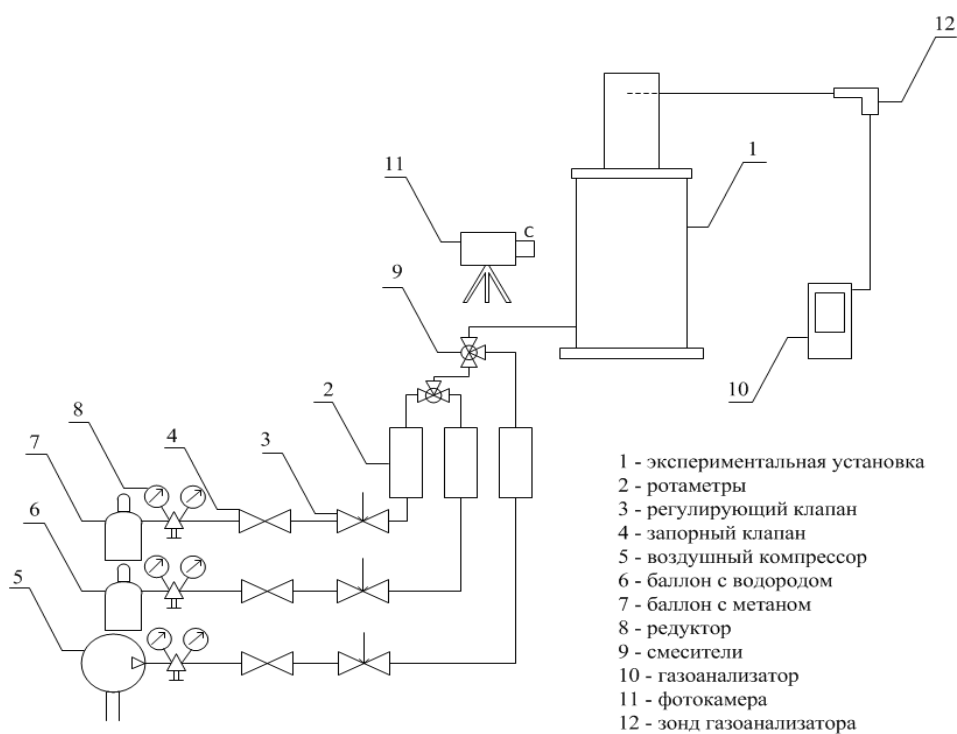 12
1
11
C
9
10
2
8
4
3
7
6
5
1 - экспериментальная установка
2 - ротаметры
3 - регулирующий клапан
4 - запорный клапан
5 - воздушный компрессор
6 - баллон с водородом
7 - баллон с метаном
8 - редуктор
9 - смесители
10 - газоанализатор
11 - фотокамера
12 - зонд газоанализатора